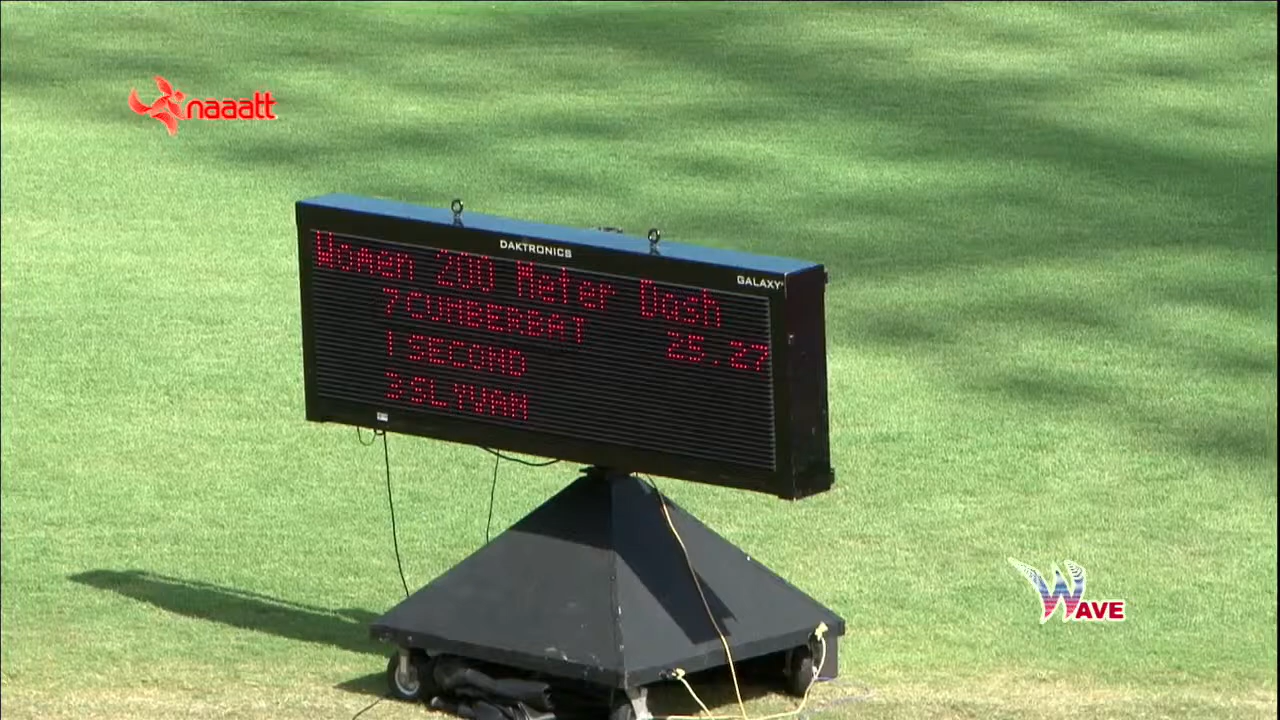 naaatt
DAKTRONICS
GALAXY
Women 200 Meter Dash
7 CUMBERBAT 25.27
1 SECOND
3 SLYVAN
WAVE